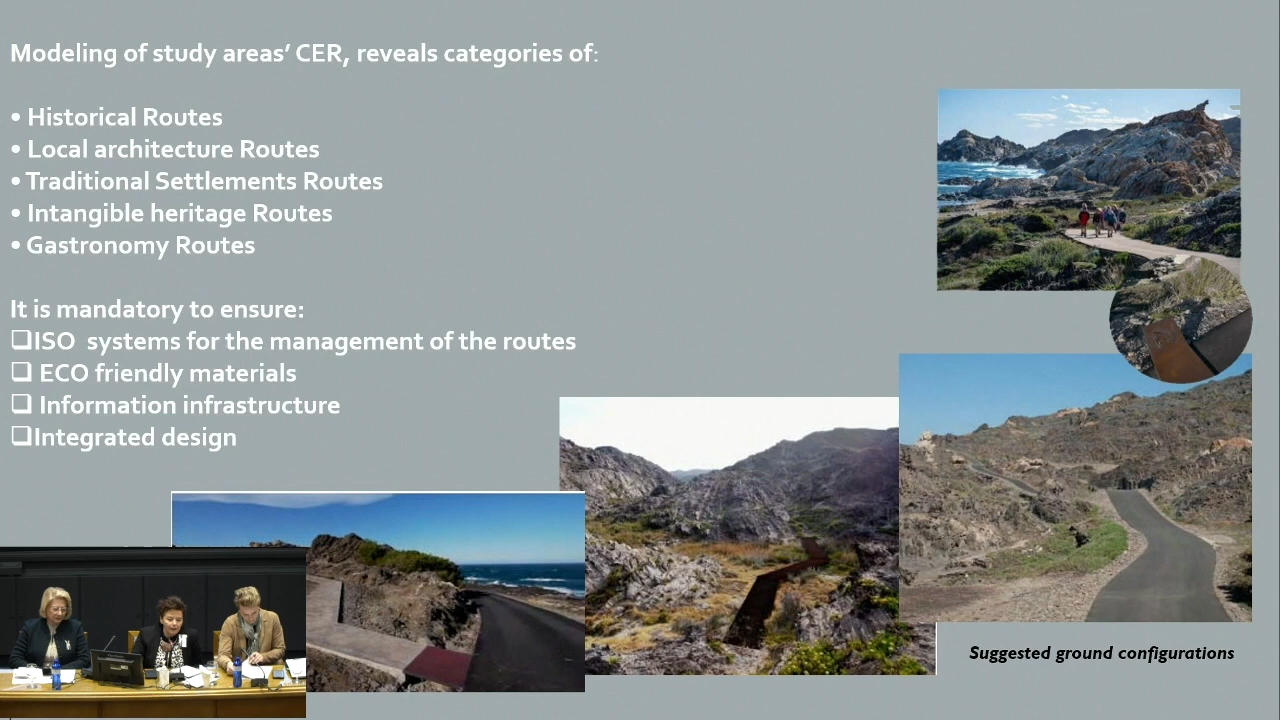 Modeling of study areas’ CER, reveals categories of:
• Historical Routes
• Local architecture Routes
• Traditional Settlements Routes
• Intangible heritage Routes
• Gastronomy Routes
It is mandatory to ensure:
❑ISO  systems for the management of the routes
❑ ECO friendly materials
❑ Information infrastructure
❑Integrated design
Suggested ground configurations